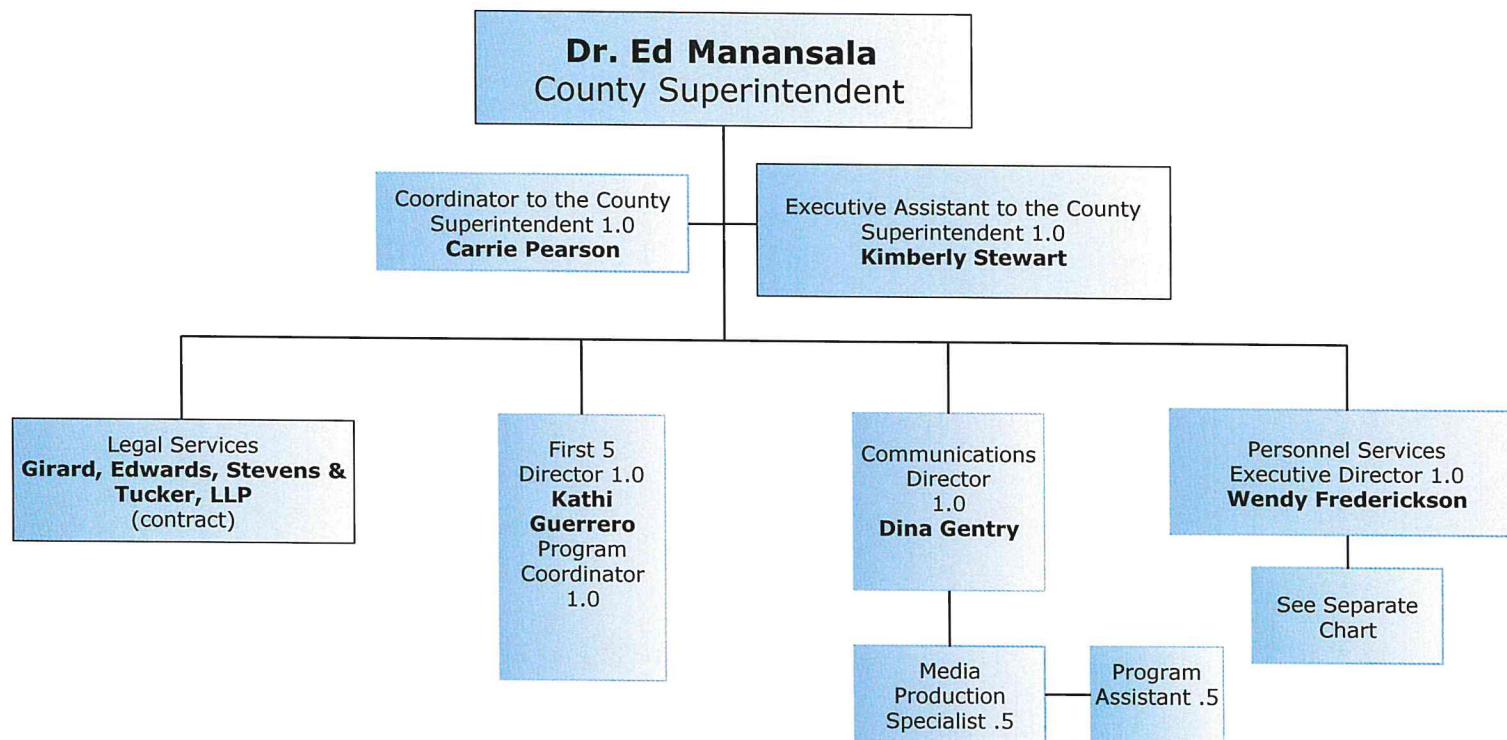 Dr. Ed Manansala
County Superintendent
Coordinator to the County
Superintendent 1.0
Carrie Pearson
Executive Assistant to the County
Superintendent 1.0
Kimberly Stewart
Legal Services
Girard, Edwards, Stevens &
Tucker, LLP
(contract)
First 5
Director 1.0
Kathi
Guerrero
Program
Coordinator
1.0
Communications
Director
1.0
Dina Gentry
Personnel Services
Executive Director 1.0
Wendy Frederickson
See Separate
Chart
Media
Production
Specialist .5
Program
Assistant .5